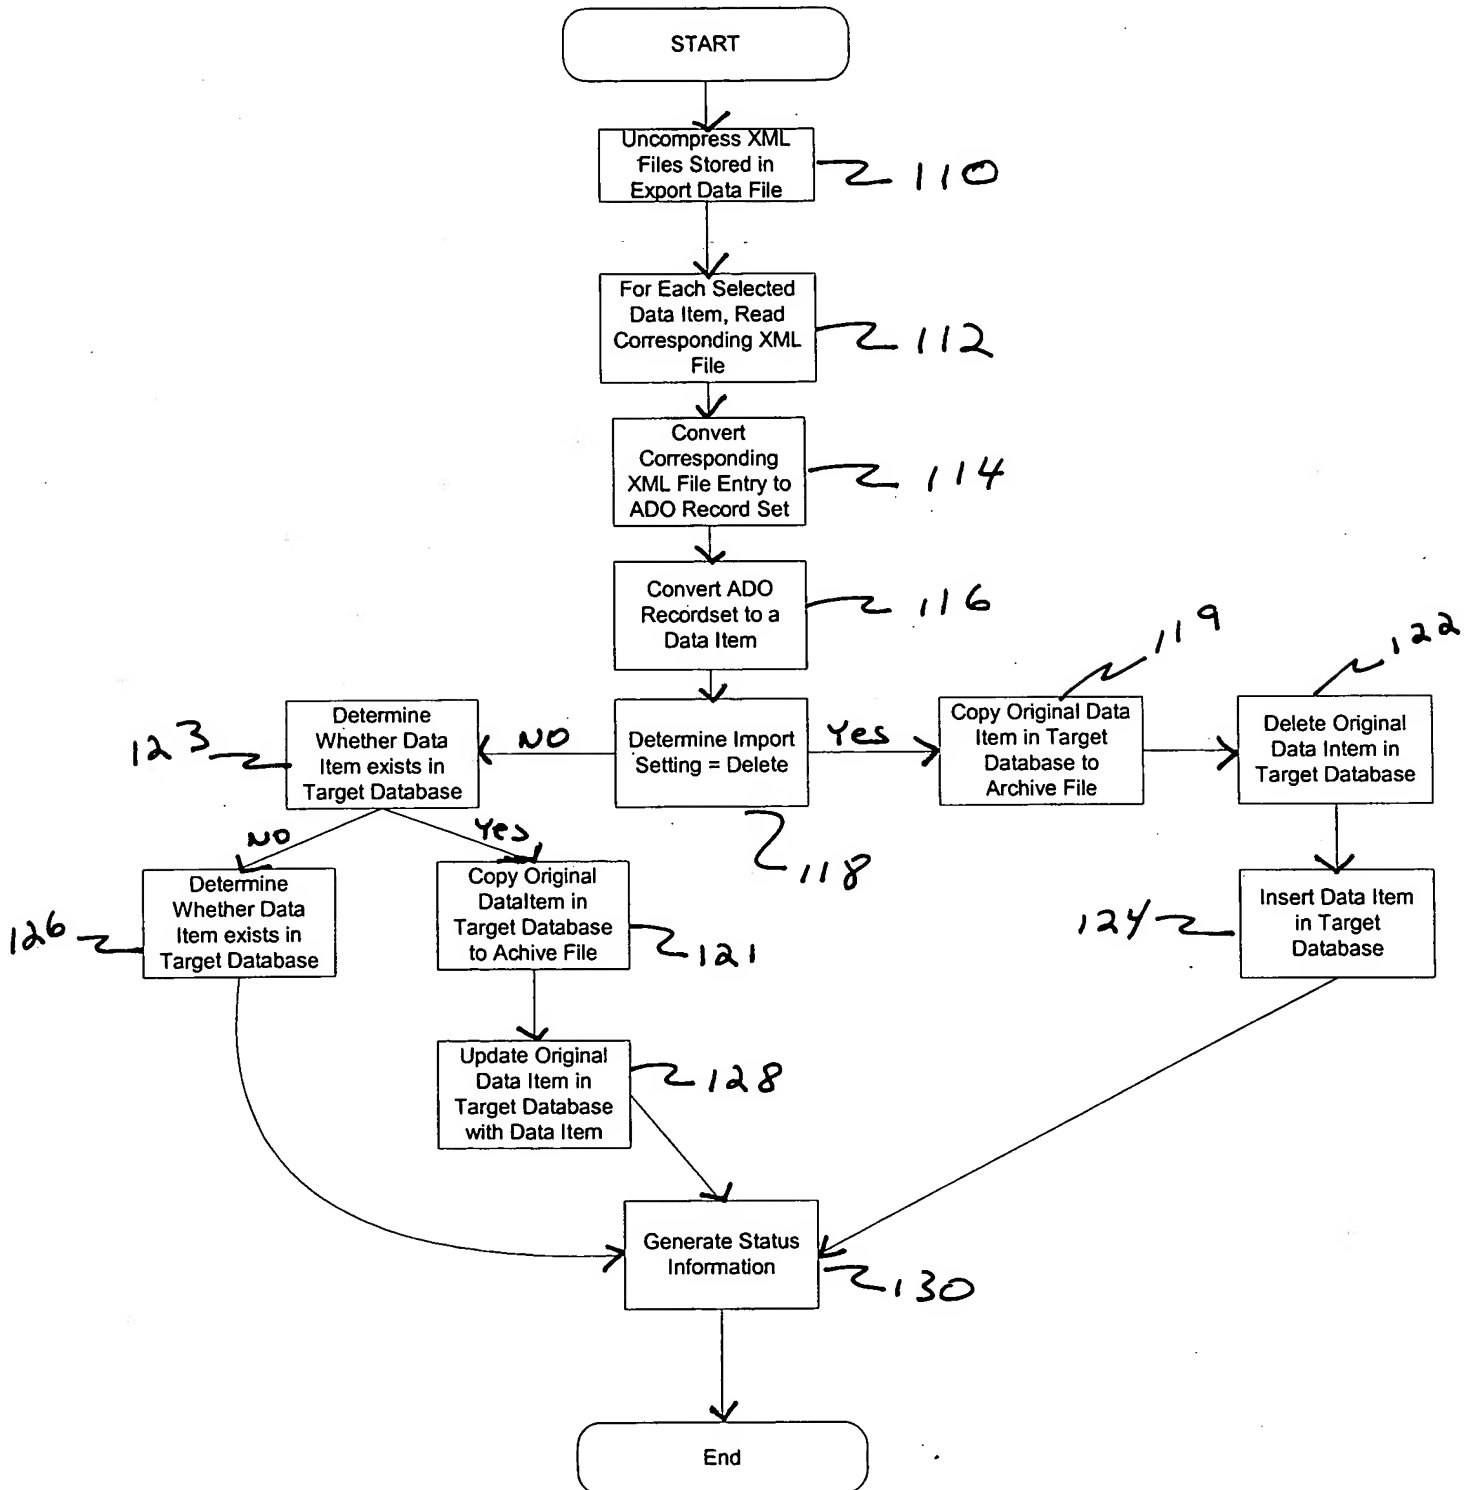 START
Uncompress XML
Files Stored in
Export Data File
110
For Each Selected
Data Item, Read
Corresponding XML
File
112
Convert
Corresponding
XML File Entry to
ADO Record Set
114
Convert ADO
Recordset to a
Data Item
116
Determine Import
Setting = Delete
118
NO
Yes
Copy Original Data
Item in Target
Database to
Archive File
119
Delete Original
Data Intem in
Target Database
122
Insert Data Item
in Target
Database
124
Determine
Whether Data
Item exists in
Target Database
123
NO
Yes
Determine
Whether Data
Item exists in
Target Database
126
Copy Original
DataItem in
Target Database
to Achive File
121
Update Original
Data Item in
Target Database
with Data Item
128
Generate Status
Information
130
End